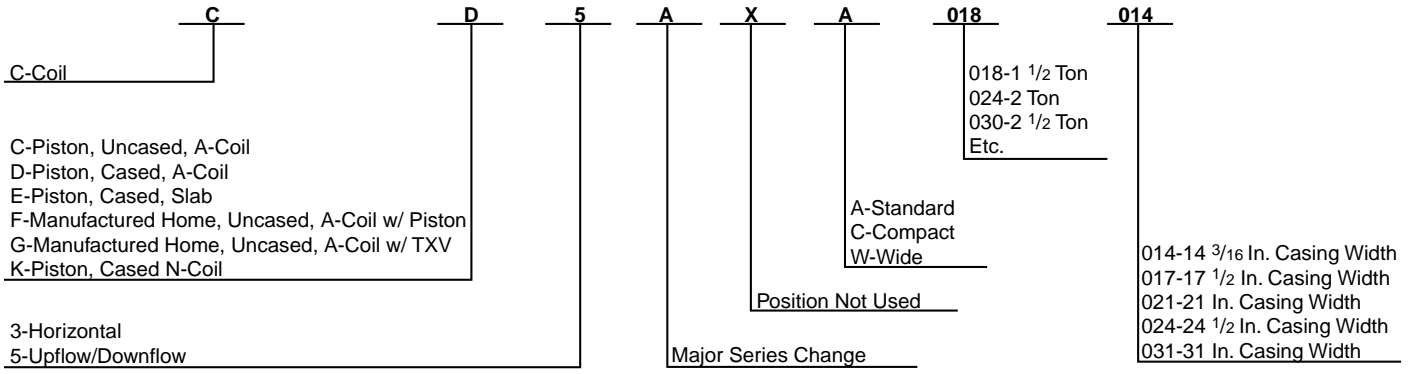 C D 5 A X A 018 014
C-Coil
C-Piston, Uncased, A-Coil
D-Piston, Cased, A-Coil
E-Piston, Cased, Slab
F-Manufactured Home, Uncased, A-Coil w/ Piston
G-Manufactured Home, Uncased, A-Coil w/ TXV
K-Piston, Cased N-Coil
3-Horizontal
5-Upflow/Downflow
Major Series Change
Position Not Used
A-Standard
C-Compact
W-Wide
018-1 1/2 Ton
024-2 Ton
030-2 1/2 Ton
Etc.
014-14 3/16 In. Casing Width
017-17 1/2 In. Casing Width
021-21 In. Casing Width
024-24 1/2 In. Casing Width
031-31 In. Casing Width